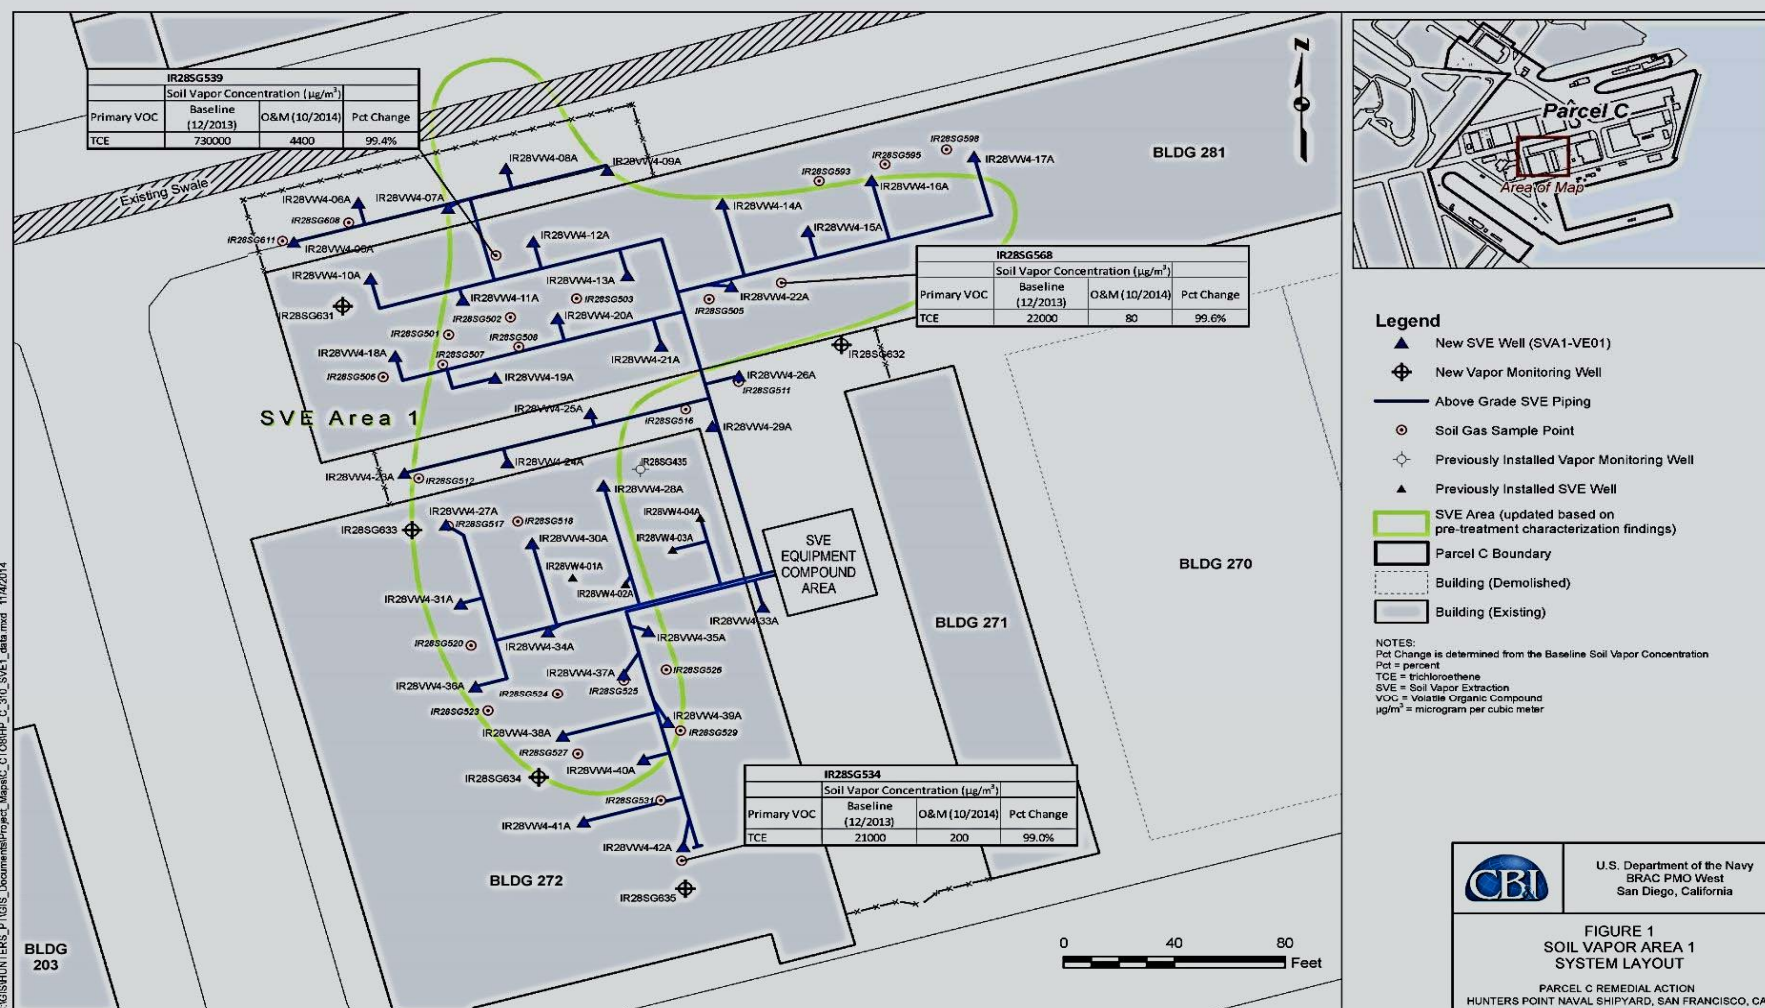 IR28SG539
Soil Vapor Concentration (µg/m³)
Primary VOC Baseline (12/2013) O&M (10/2014) Pct Change
TCE 730000 4400 99.4%
Existing Swale
N
BLDG 281
IR28VW4-08A
IR28VW4-09A
IR28SG598
IR28SG595
IR28VW4-17A
IR28SG593
IR28VW4-16A
IR28VW4-06A
IR28VW4-07A
IR28SG608
IR28SG611
IR28VW4-14A
IR28VW4-15A
IR28VW4-12A
IR28VW4-10A
IR28VW4-13A
IR28VW4-11A
IR28SG503
IR28VW4-22A
IR28SG505
IR28SG631
IR28SG502
IR28VW4-20A
IR28SG501
IR28SG508
IR28SG507
IR28VW4-18A
IR28VW4-21A
IR28SG506
IR28VW4-19A
IR28SG632
IR28VW4-26A
IR28SG511
SVE Area 1
IR28VW4-25A
IR28SG516
IR28VW4-29A
IR28VW4-24A
IR28SG435
IR28VW4-23A
IR28SG512
IR28VW4-28A
IR28VW4-27A
IR28SG517
IR28SG518
IR28VW4-04A
IR28SG633
IR28VW4-30A
IR28VW4-03A
IR28VW4-01A
IR28VW4-02A
SVE
EQUIPMENT
COMPOUND
AREA
IR28VW4-31A
IR28VW4-33A
IR28SG520
IR28VW4-34A
IR28VW4-35A
IR28VW4-37A
IR28SG526
IR28VW4-36A
IR28SG524
IR28SG525
IR28SG523
IR28VW4-39A
IR28VW4-38A
IR28SG529
IR28SG527
IR28VW4-40A
IR28SG634
IR28SG531
IR28VW4-41A
IR28VW4-42A
IR28SG635
BLDG 272
BLDG 271
BLDG 270
BLDG
203
IR28SG568
Soil Vapor Concentration (µg/m³)
Primary VOC Baseline (12/2013) O&M (10/2014) Pct Change
TCE 22000 80 99.6%
IR28SG534
Soil Vapor Concentration (µg/m³)
Primary VOC Baseline (12/2013) O&M (10/2014) Pct Change
TCE 21000 200 99.0%
0 40 80
Feet
Parcel C
Area of Map
Legend
New SVE Well (SVA1-VE01)
New Vapor Monitoring Well
Above Grade SVE Piping
Soil Gas Sample Point
Previously Installed Vapor Monitoring Well
Previously Installed SVE Well
SVE Area (updated based on
pre-treatment characterization findings)
Parcel C Boundary
Building (Demolished)
Building (Existing)
NOTES:
Pct Change is determined from the Baseline Soil Vapor Concentration
Pct = percent
TCE = trichloroethene
SVE = Soil Vapor Extraction
VOC = Volatile Organic Compound
µg/m³ = microgram per cubic meter
CBI
U.S. Department of the Navy
BRAC PMO West
San Diego, California
FIGURE 1
SOIL VAPOR AREA 1
SYSTEM LAYOUT
PARCEL C REMEDIAL ACTION
HUNTERS POINT NAVAL SHIPYARD, SAN FRANCISCO, CA